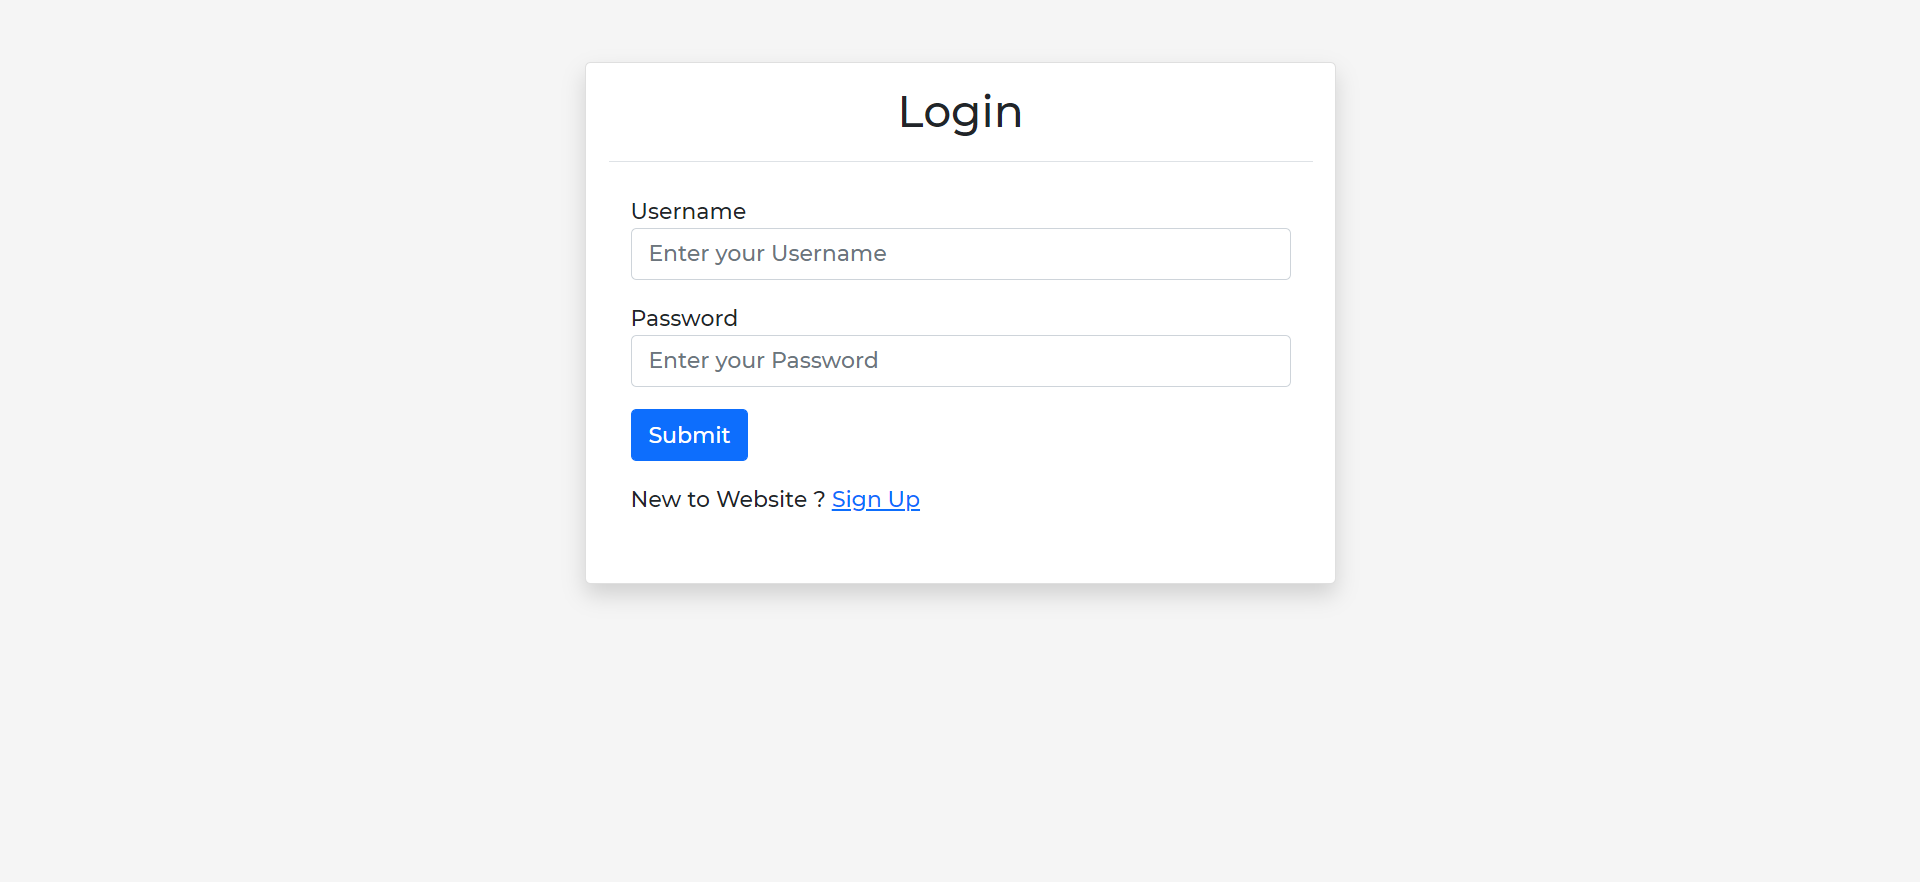 Login
Username
Enter your Username
Password
Enter your Password
Submit
New to Website ? Sign Up